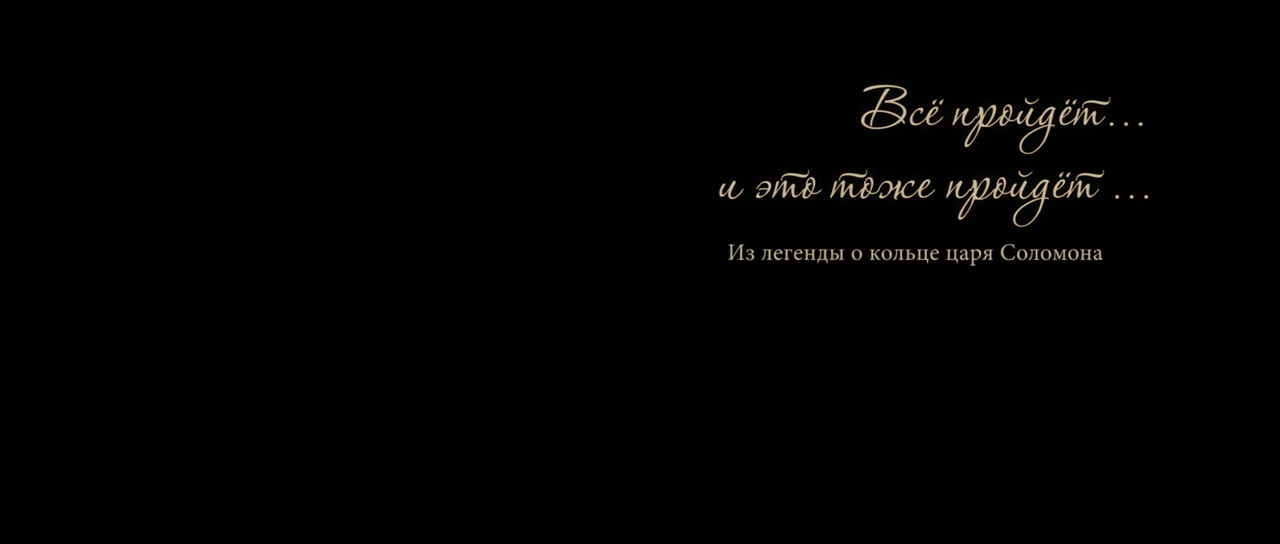 Всё пройдёт...
и это тоже пройдёт ...
Из легенды о кольце царя Соломона